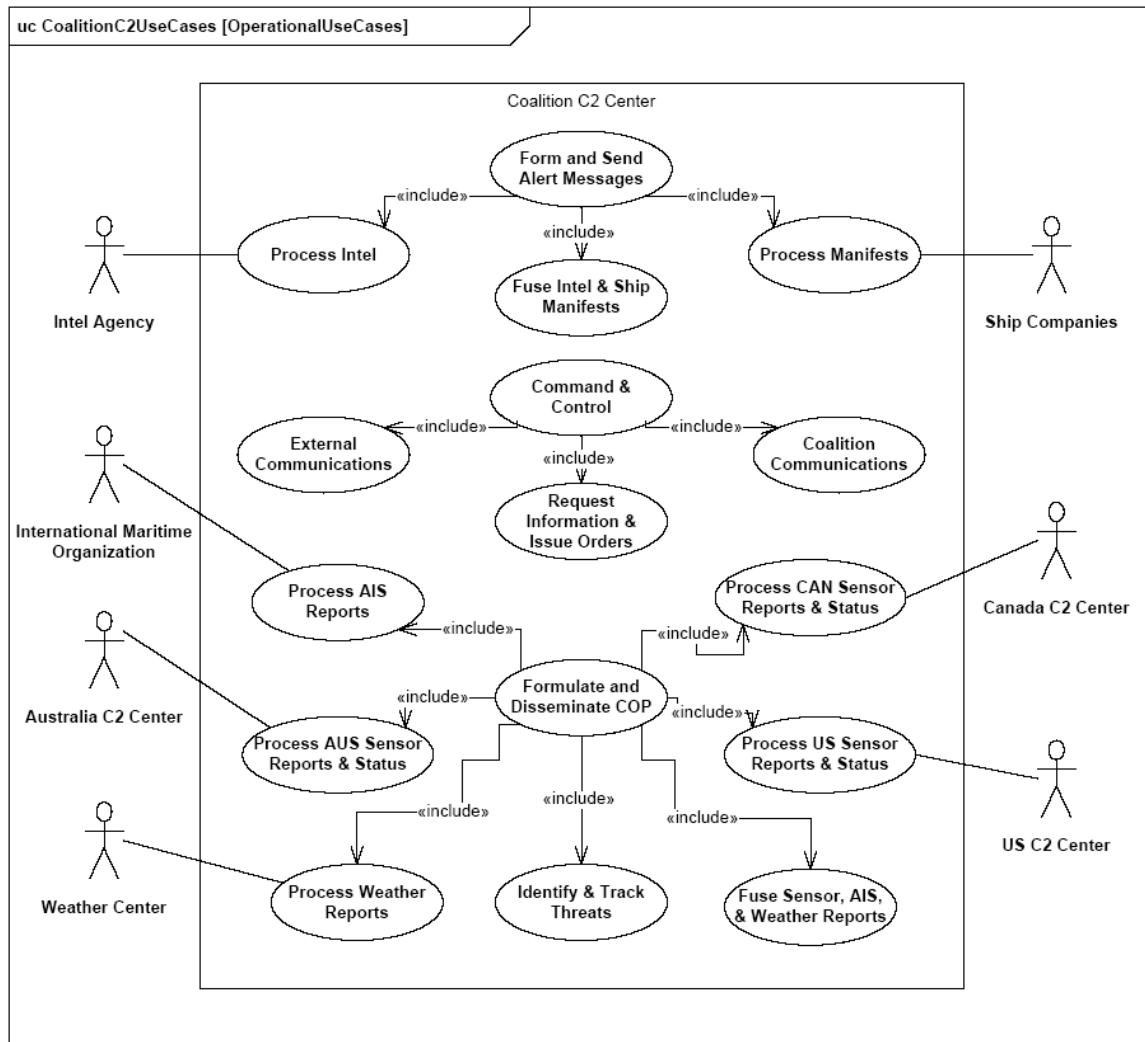 uc CoalitionC2UseCases [OperationalUseCases]
Coalition C2 Center
Form and Send
Alert Messages
«include»
«include»
«include»
Process Intel
Process Manifests
Fuse Intel & Ship
Manifests
Intel Agency
Ship Companies
Command &
Control
«include»
«include»
«include»
External
Communications
Coalition
Communications
Request
Information &
Issue Orders
International Maritime
Organization
Process AIS
Reports
Process CAN Sensor
Reports & Status
Canada C2 Center
«include»
«include»
Formulate and
Disseminate COP
«include»
«include»
Australia C2 Center
Process AUS Sensor
Reports & Status
Process US Sensor
Reports & Status
«include»
«include»
«include»
US C2 Center
Weather Center
Process Weather
Reports
Identify & Track
Threats
Fuse Sensor, AIS,
& Weather Reports